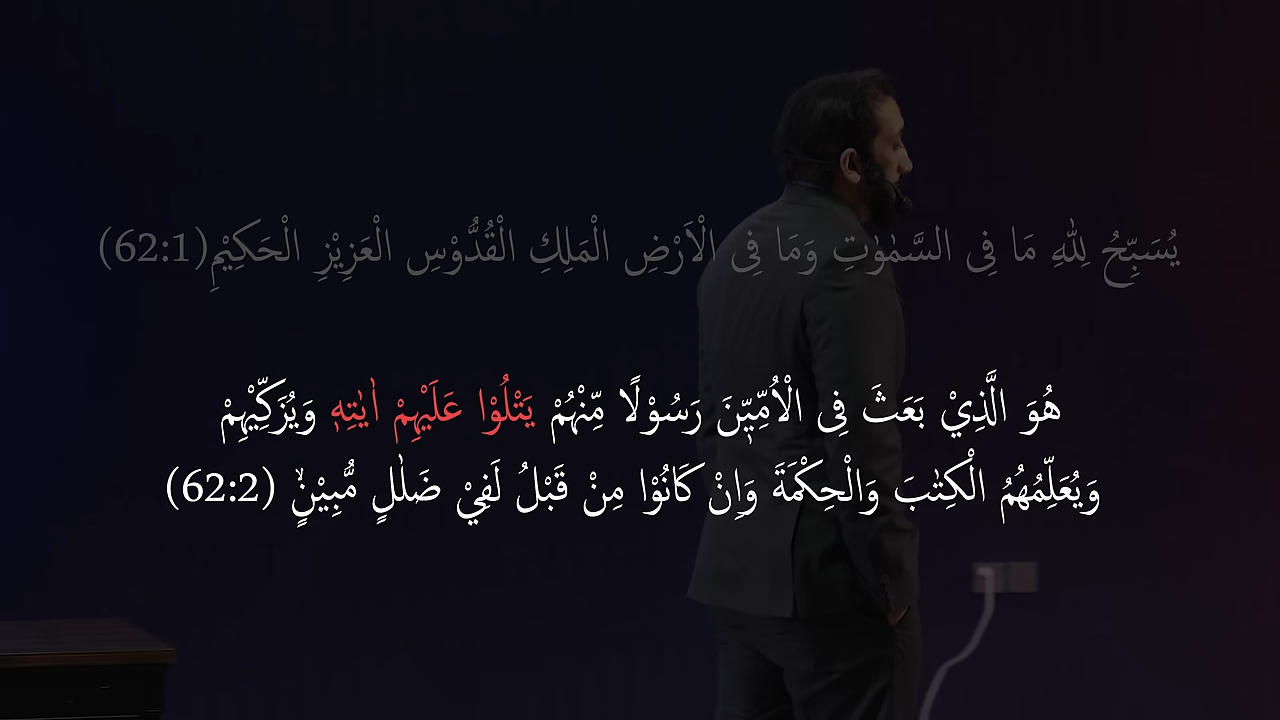 يُسَبِّحُ لِلّٰهِ مَا فِى السَّمٰوٰتِ وَمَا فِى الْاَرْضِ الْمَلِكِ الْقُدُّوْسِ الْعَزِيْزِ الْحَكِيْمِ(62:1)
هُوَ الَّذِيْ بَعَثَ فِى الْاُمِّيّٖنَ رَسُوْلًا مِّنْهُمْ يَتْلُوْا عَلَيْهِمْ اٰيٰتِهٖ وَيُزَكِّيْهِمْ
وَيُعَلِّمُهُمُ الْكِتٰبَ وَالْحِكْمَةَ وَاِنْ كَانُوْا مِنْ قَبْلُ لَفِيْ ضَلٰلٍ مُّبِيْنٍۙ (62:2)